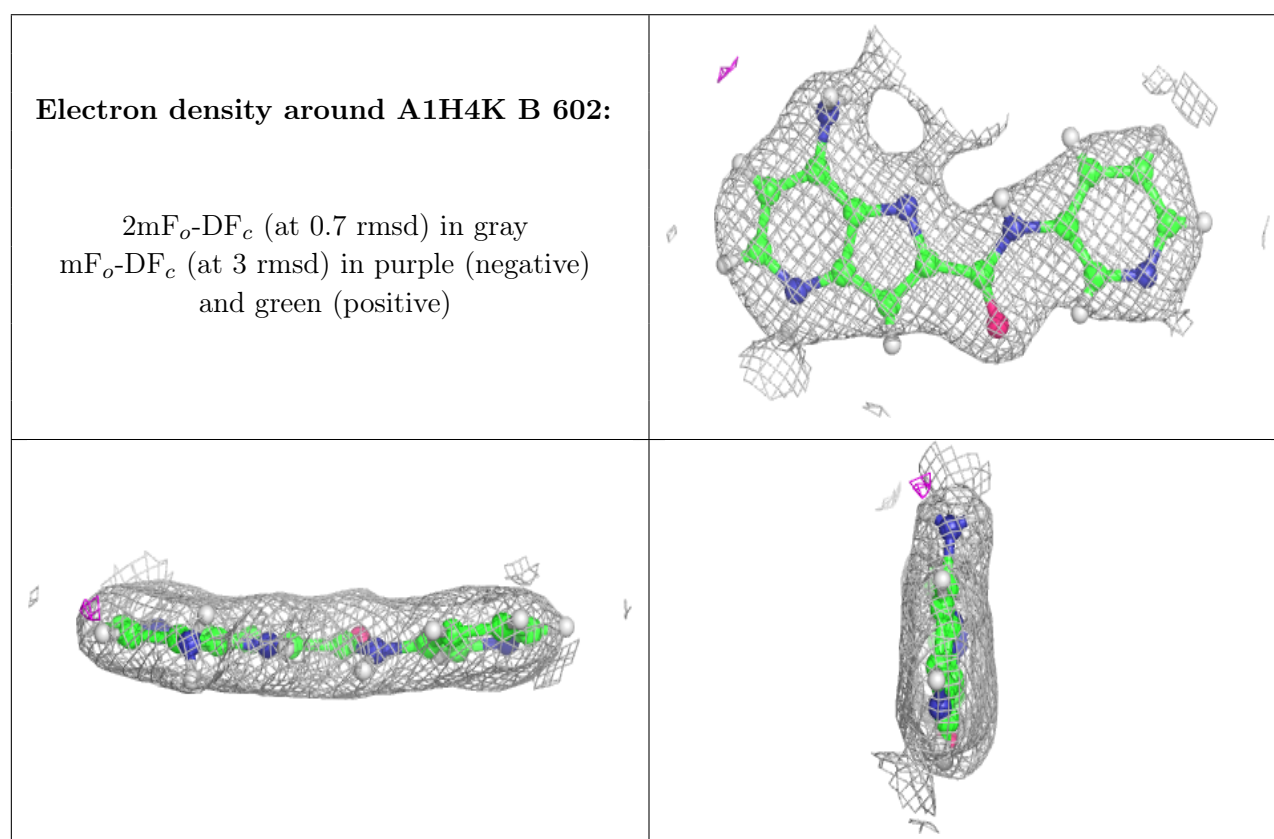 Electron density around A1H4K B 602:
2mFo-DFc (at 0.7 rmsd) in gray
mFo-DFc (at 3 rmsd) in purple (negative)
and green (positive)